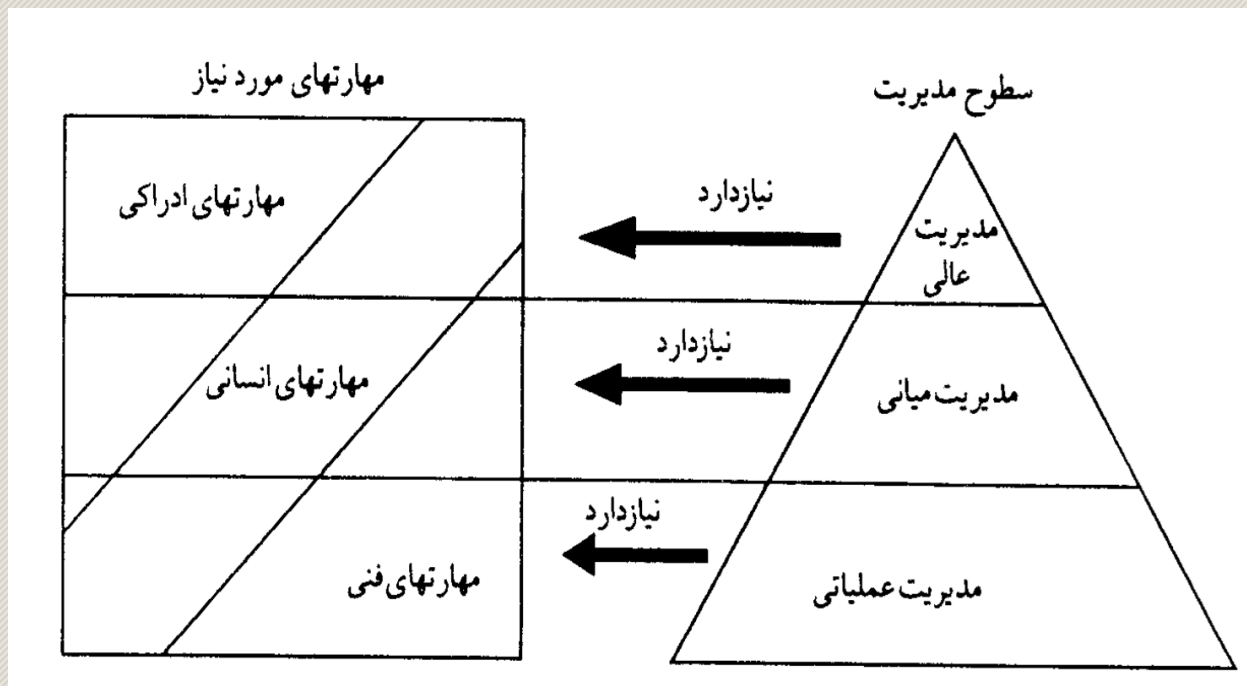 سطوح مدیریت
مهارتهای مورد نیاز
مدیریت
عالی
نیازدارد
مهارتهای ادراکی
مدیریت میانی
نیازدارد
مهارتهای انسانی
مدیریت عملیاتی
نیازدارد
مهارتهای فنی